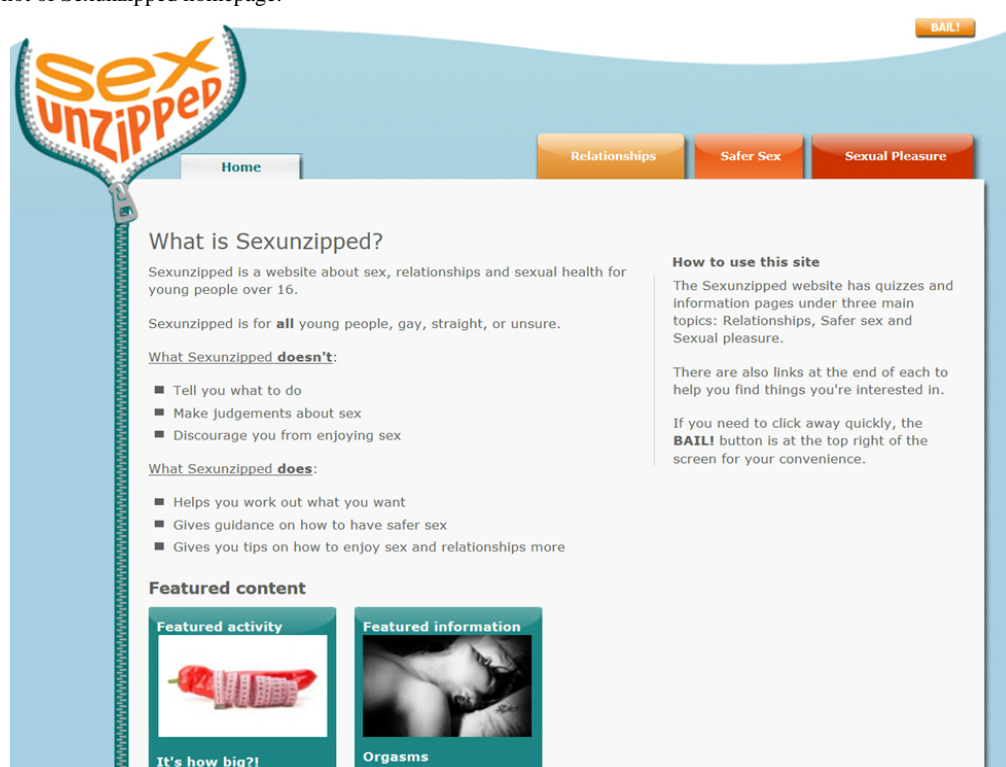 not of Sexunzipped homepage.
BAIL!
sex
unzipped
Home
Relationships
Safer Sex
Sexual Pleasure
What is Sexunzipped?
Sexunzipped is a website about sex, relationships and sexual health for
young people over 16.
Sexunzipped is for all young people, gay, straight, or unsure.
What Sexunzipped doesn't:
Tell you what to do
Make judgements about sex
Discourage you from enjoying sex
What Sexunzipped does:
Helps you work out what you want
Gives guidance on how to have safer sex
Gives you tips on how to enjoy sex and relationships more
How to use this site
The Sexunzipped website has quizzes and
information pages under three main
topics: Relationships, Safer sex and
Sexual pleasure.
There are also links at the end of each to
help you find things you're interested in.
If you need to click away quickly, the
BAIL! button is at the top right of the
screen for your convenience.
Featured content
Featured activity
It's how big?!
Featured information
Orgasms